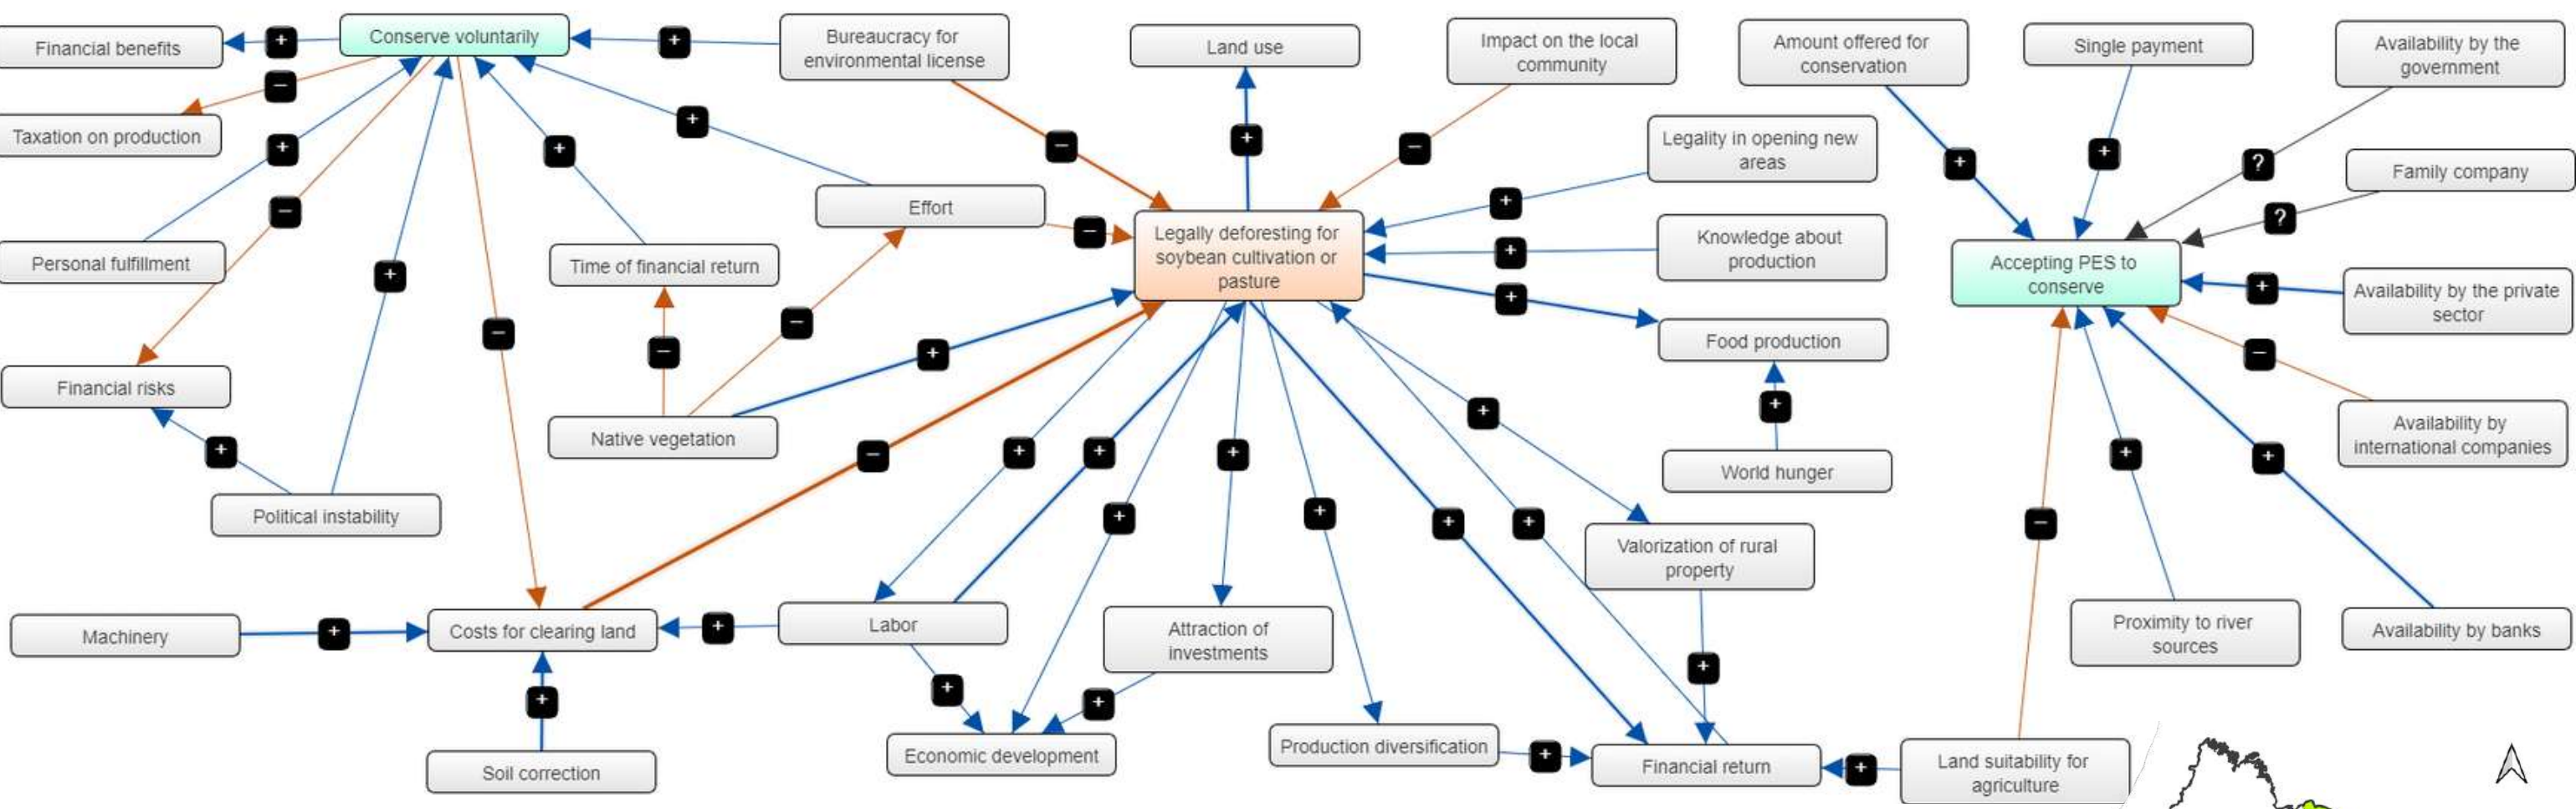 Financial benefits
Conserve voluntarily
Bureaucracy for
environmental license
Land use
Impact on the local
community
Amount offered for
conservation
Single payment
Availability by the
government
Taxation on production
Legality in opening new
areas
Family company
Effort
Personal fulfillment
Time of financial return
Legally deforesting for
soybean cultivation or
pasture
Knowledge about
production
Accepting PES to
conserve
Availability by the private
sector
Food production
Financial risks
Native vegetation
World hunger
Availability by
international companies
Political instability
Valorization of rural
property
Machinery
Costs for clearing land
Labor
Attraction of
investments
Proximity to river
sources
Availability by banks
Soil correction
Economic development
Production diversification
Financial return
Land suitability for
agriculture
+
+
−
+
−
+
+
+
−
+
−
+
+
?
−
+
?
+
−
+
+
+
+
−
−
−
+
+
−
+
+
−
+
+
+
+
+
+
+
+
+
−
+
+
+
+
+
+
+
+